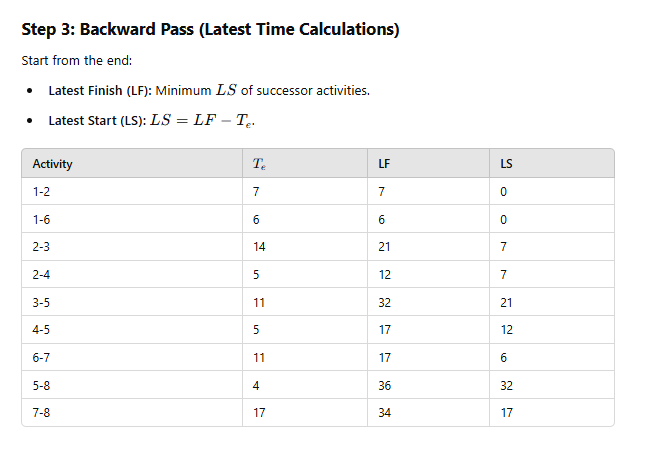 Step 3: Backward Pass (Latest Time Calculations)
Start from the end:
• Latest Finish (LF): Minimum LS of successor activities.
• Latest Start (LS): LS = LF − Te.
Activity Te LF LS
1-2 7 7 0
1-6 6 6 0
2-3 14 21 7
2-4 5 12 7
3-5 11 32 21
4-5 5 17 12
6-7 11 17 6
5-8 4 36 32
7-8 17 34 17